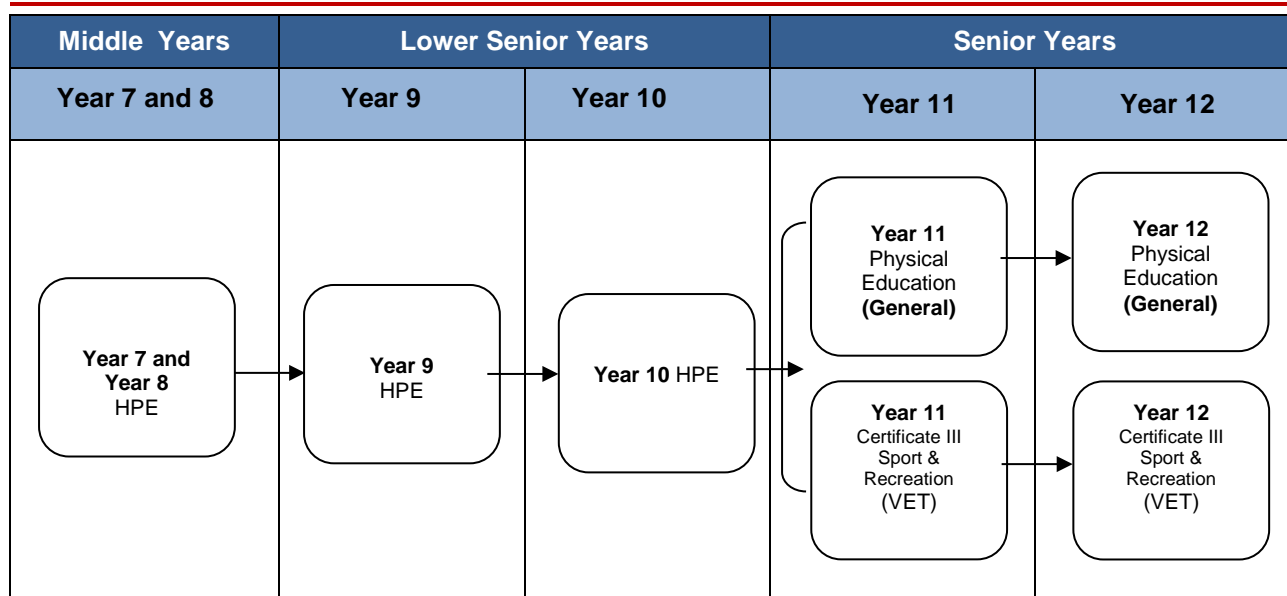 Middle Years
Lower Senior Years
Senior Years
Year 7 and 8
Year 9
Year 10
Year 11
Year 12
Year 7 and
Year 8
HPE
Year 9
HPE
Year 10 HPE
Year 11
Physical
Education
(General)
Year 12
Physical
Education
(General)
Year 11
Certificate III
Sport &
Recreation
(VET)
Year 12
Certificate III
Sport &
Recreation
(VET)